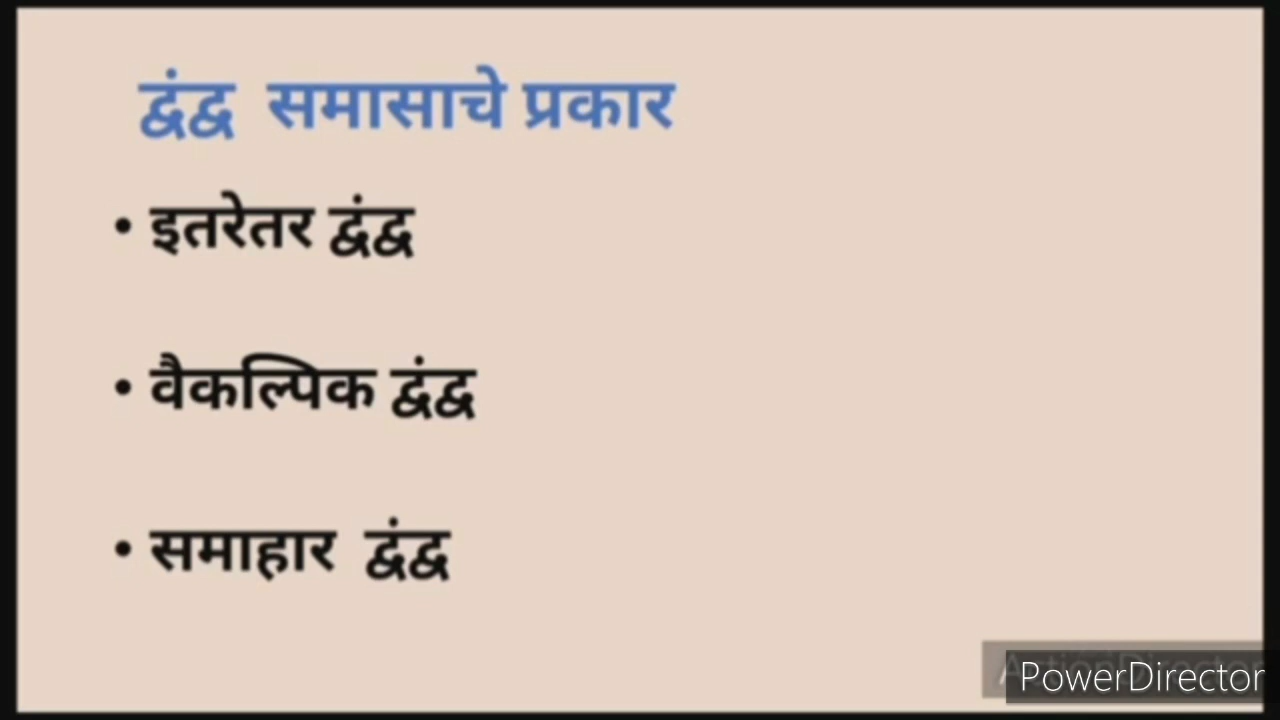 द्वंद्व समासाचे प्रकार
• इतरेतर द्वंद्व
• वैकल्पिक द्वंद्व
• समाहार द्वंद्व
PowerDirector